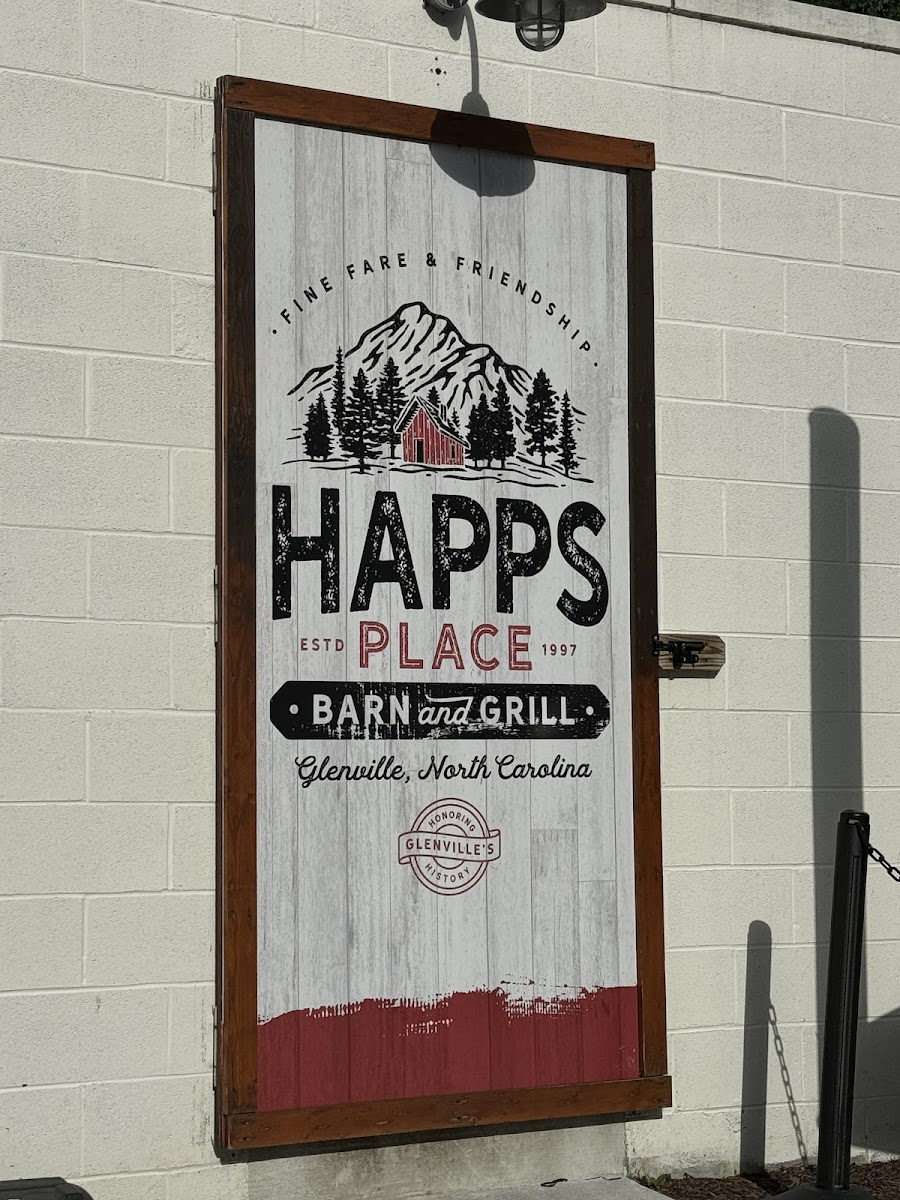 • FINE FARE & FRIENDSHIP •
HAPPS
ESTD PLACE 1997
• BARN and GRILL •
Glenville, North Carolina
HONORING
GLENVILLE'S
HISTORY